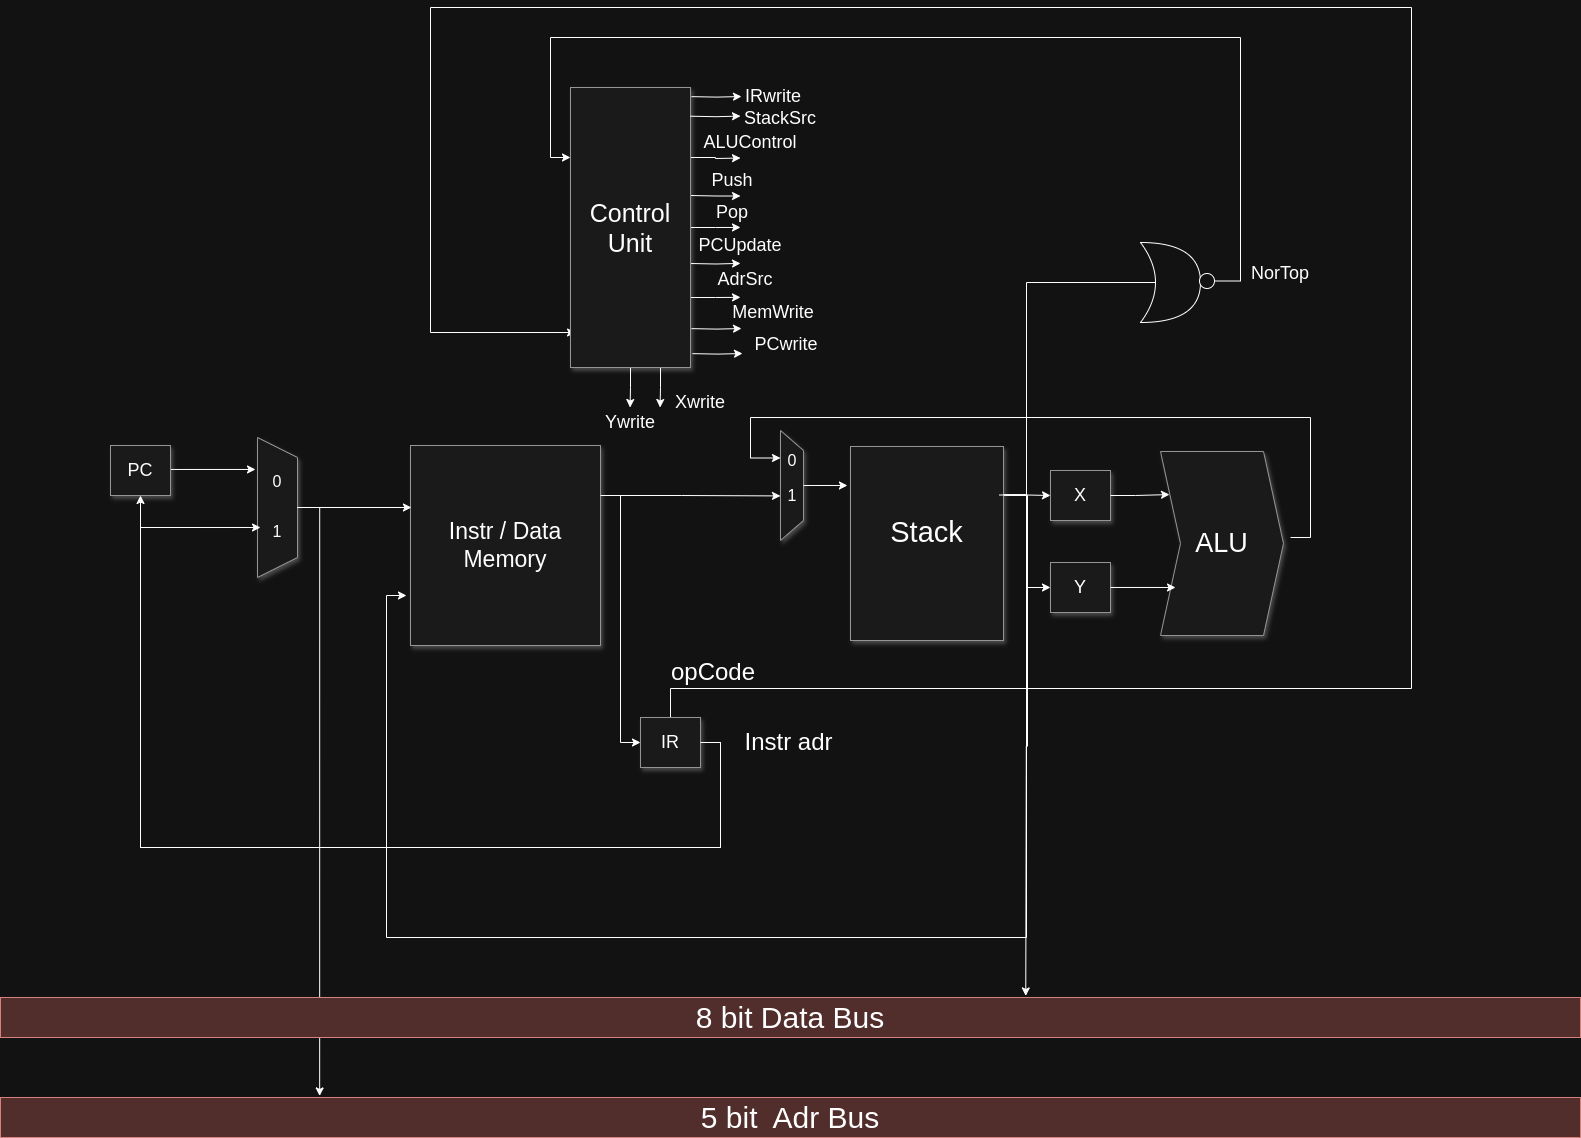 IRwrite
StackSrc
ALUControl
Push
Control
Unit
Pop
PCUpdate
AdrSrc
NorTop
MemWrite
PCwrite
Xwrite
Ywrite
PC
0
1
Instr / Data
Memory
0
1
Stack
X
Y
ALU
opCode
IR
Instr adr
8 bit Data Bus
5 bit  Adr Bus